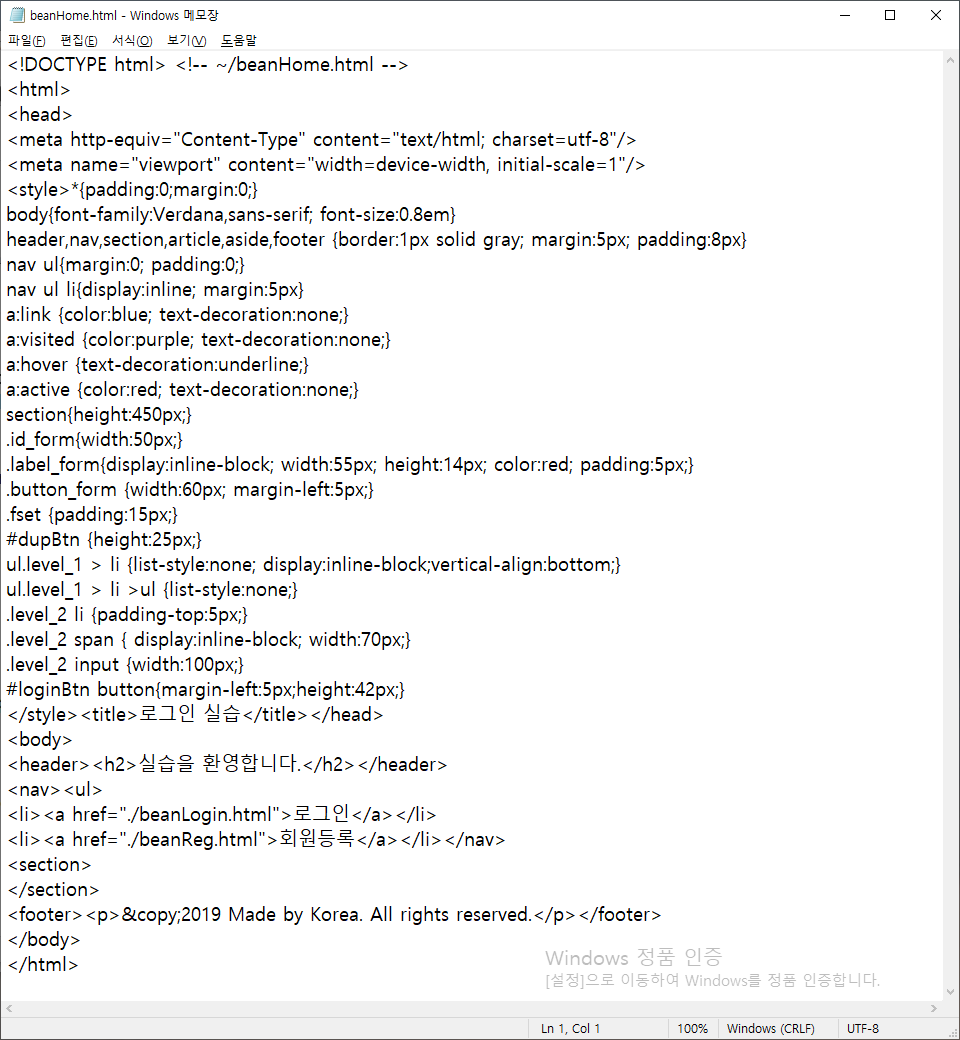 beanHome.html - Windows 메모장
파일(F) 편집(E) 서식(O) 보기(V) 도움말
<!DOCTYPE html> <!-- ~/beanHome.html -->
<html>
<head>
<meta http-equiv="Content-Type" content="text/html; charset=utf-8"/>
<meta name="viewport" content="width=device-width, initial-scale=1"/>
<style>*{padding:0;margin:0;}
body{font-family:Verdana,sans-serif; font-size:0.8em}
header,nav,section,article,aside,footer {border:1px solid gray; margin:5px; padding:8px}
nav ul{margin:0; padding:0;}
nav ul li{display:inline; margin:5px}
a:link {color:blue; text-decoration:none;}
a:visited {color:purple; text-decoration:none;}
a:hover {text-decoration:underline;}
a:active {color:red; text-decoration:none;}
section{height:450px;}
.id_form{width:50px;}
.label_form{display:inline-block; width:55px; height:14px; color:red; padding:5px;}
.button_form {width:60px; margin-left:5px;}
.fset {padding:15px;}
#dupBtn {height:25px;}
ul.level_1 > li {list-style:none; display:inline-block;vertical-align:bottom;}
ul.level_1 > li >ul {list-style:none;}
.level_2 li {padding-top:5px;}
.level_2 span { display:inline-block; width:70px;}
.level_2 input {width:100px;}
#loginBtn button{margin-left:5px;height:42px;}
</style><title>로그인 실습</title></head>
<body>
<header><h2>실습을 환영합니다.</h2></header>
<nav><ul>
<li><a href="./beanLogin.html">로그인</a></li>
<li><a href="./beanReg.html">회원등록</a></li></nav>
<section>
</section>
<footer><p>&copy;2019 Made by Korea. All rights reserved.</p></footer>
</body>
</html>
Windows 정품 인증
[설정]으로 이동하여 Windows를 정품 인증합니다.
Ln 1, Col 1 100% Windows (CRLF) UTF-8